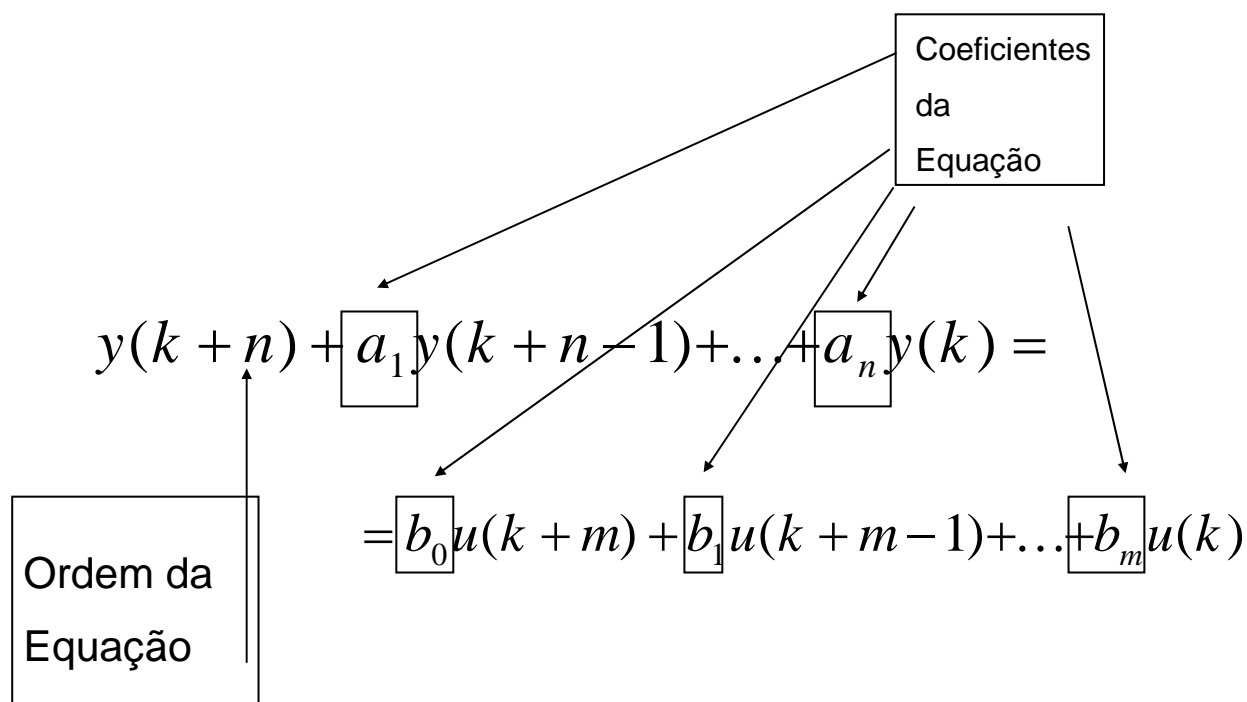 Coeficientes
da
Equação
y(k + n) + a₁y(k + n − 1)+…+aₙy(k) =
= b₀u(k + m) + b₁u(k + m − 1)+…+bₘu(k)
Ordem da
Equação